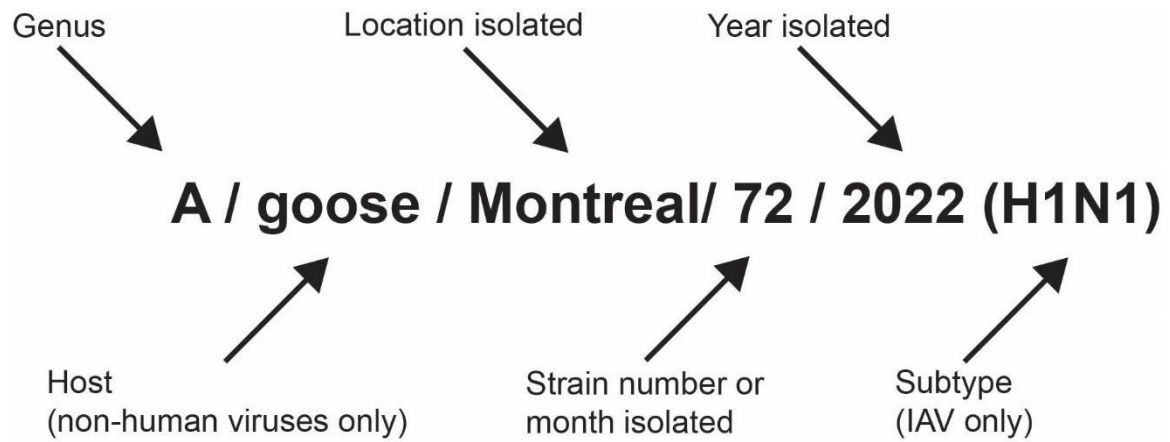 Genus
Location isolated
Year isolated
A / goose / Montreal/ 72 / 2022 (H1N1)
Host
(non-human viruses only)
Strain number or
month isolated
Subtype
(IAV only)